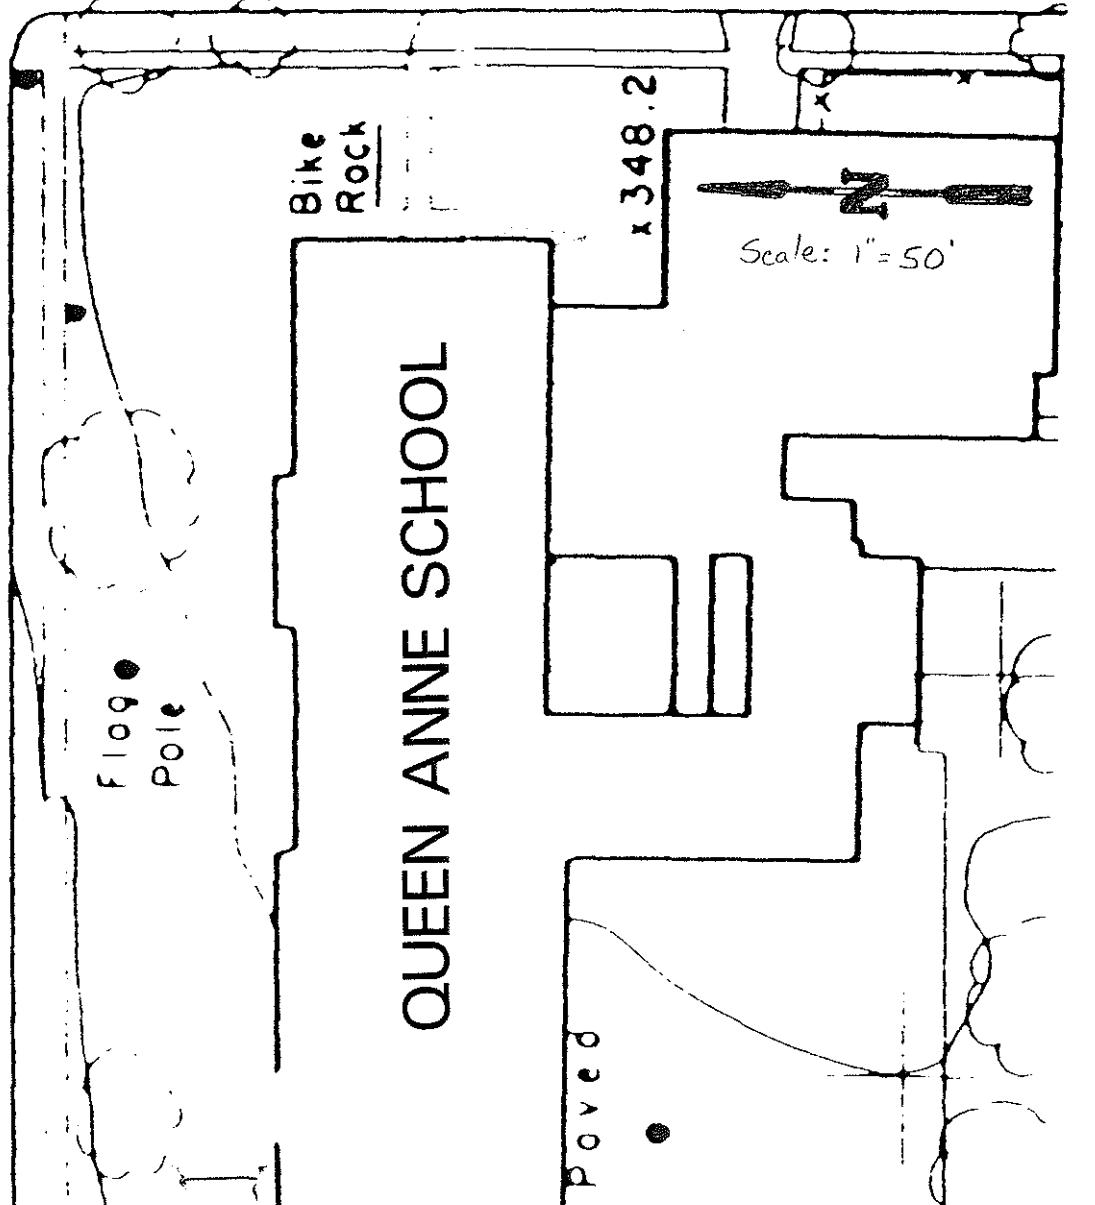 Bike
Rack
x 348.2
N
Scale: 1"=50'
QUEEN ANNE SCHOOL
Flag
Pole
Paved